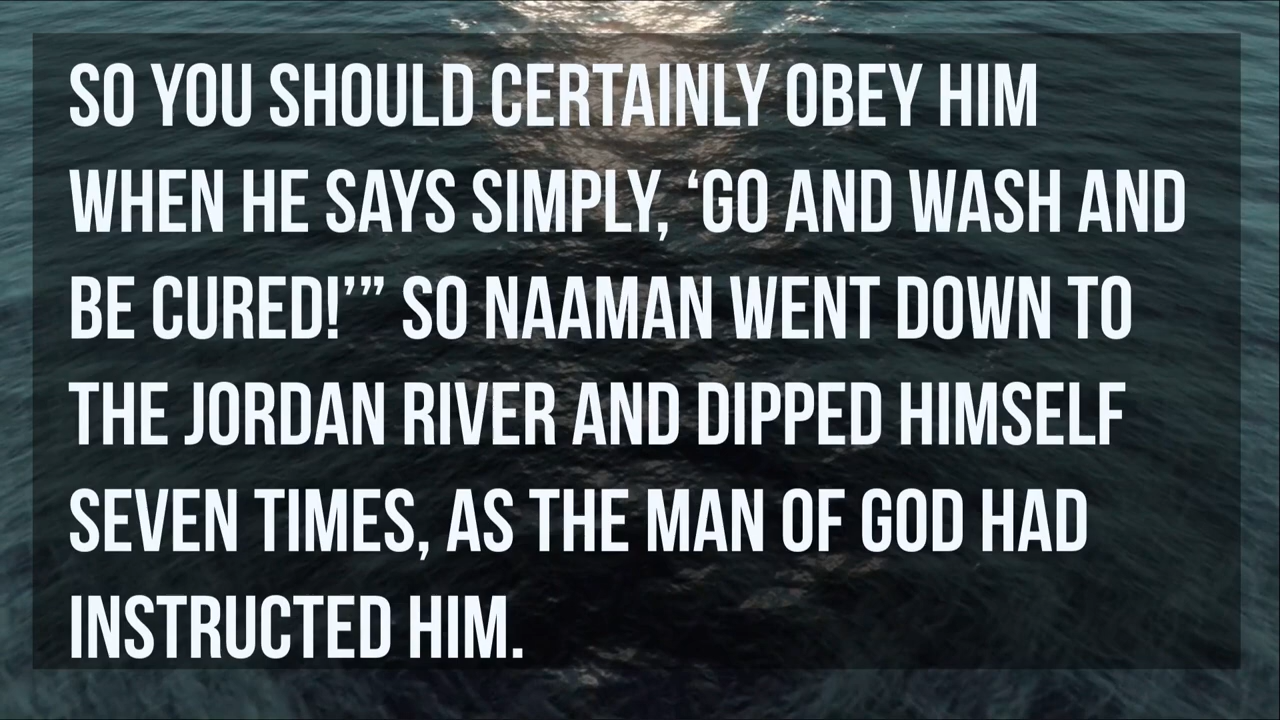 SO YOU SHOULD CERTAINLY OBEY HIM
WHEN HE SAYS SIMPLY, ‘GO AND WASH AND
BE CURED!’” SO NAAMAN WENT DOWN TO
THE JORDAN RIVER AND DIPPED HIMSELF
SEVEN TIMES, AS THE MAN OF GOD HAD
INSTRUCTED HIM.